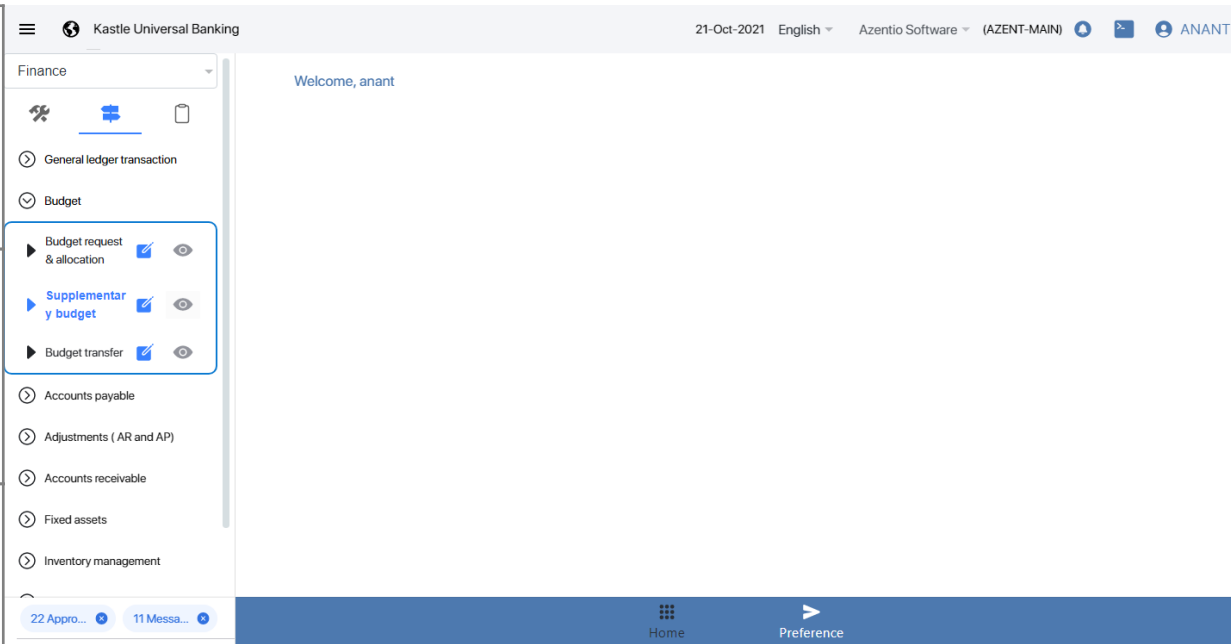 Kastle Universal Banking
21-Oct-2021 English Azentio Software (AZENT-MAIN) ANANT
Finance
Welcome, anant
General ledger transaction
Budget
Budget request
& allocation
Supplementar
y budget
Budget transfer
Accounts payable
Adjustments ( AR and AP)
Accounts receivable
Fixed assets
Inventory management
22 Appro... 11 Messa...
Home Preference